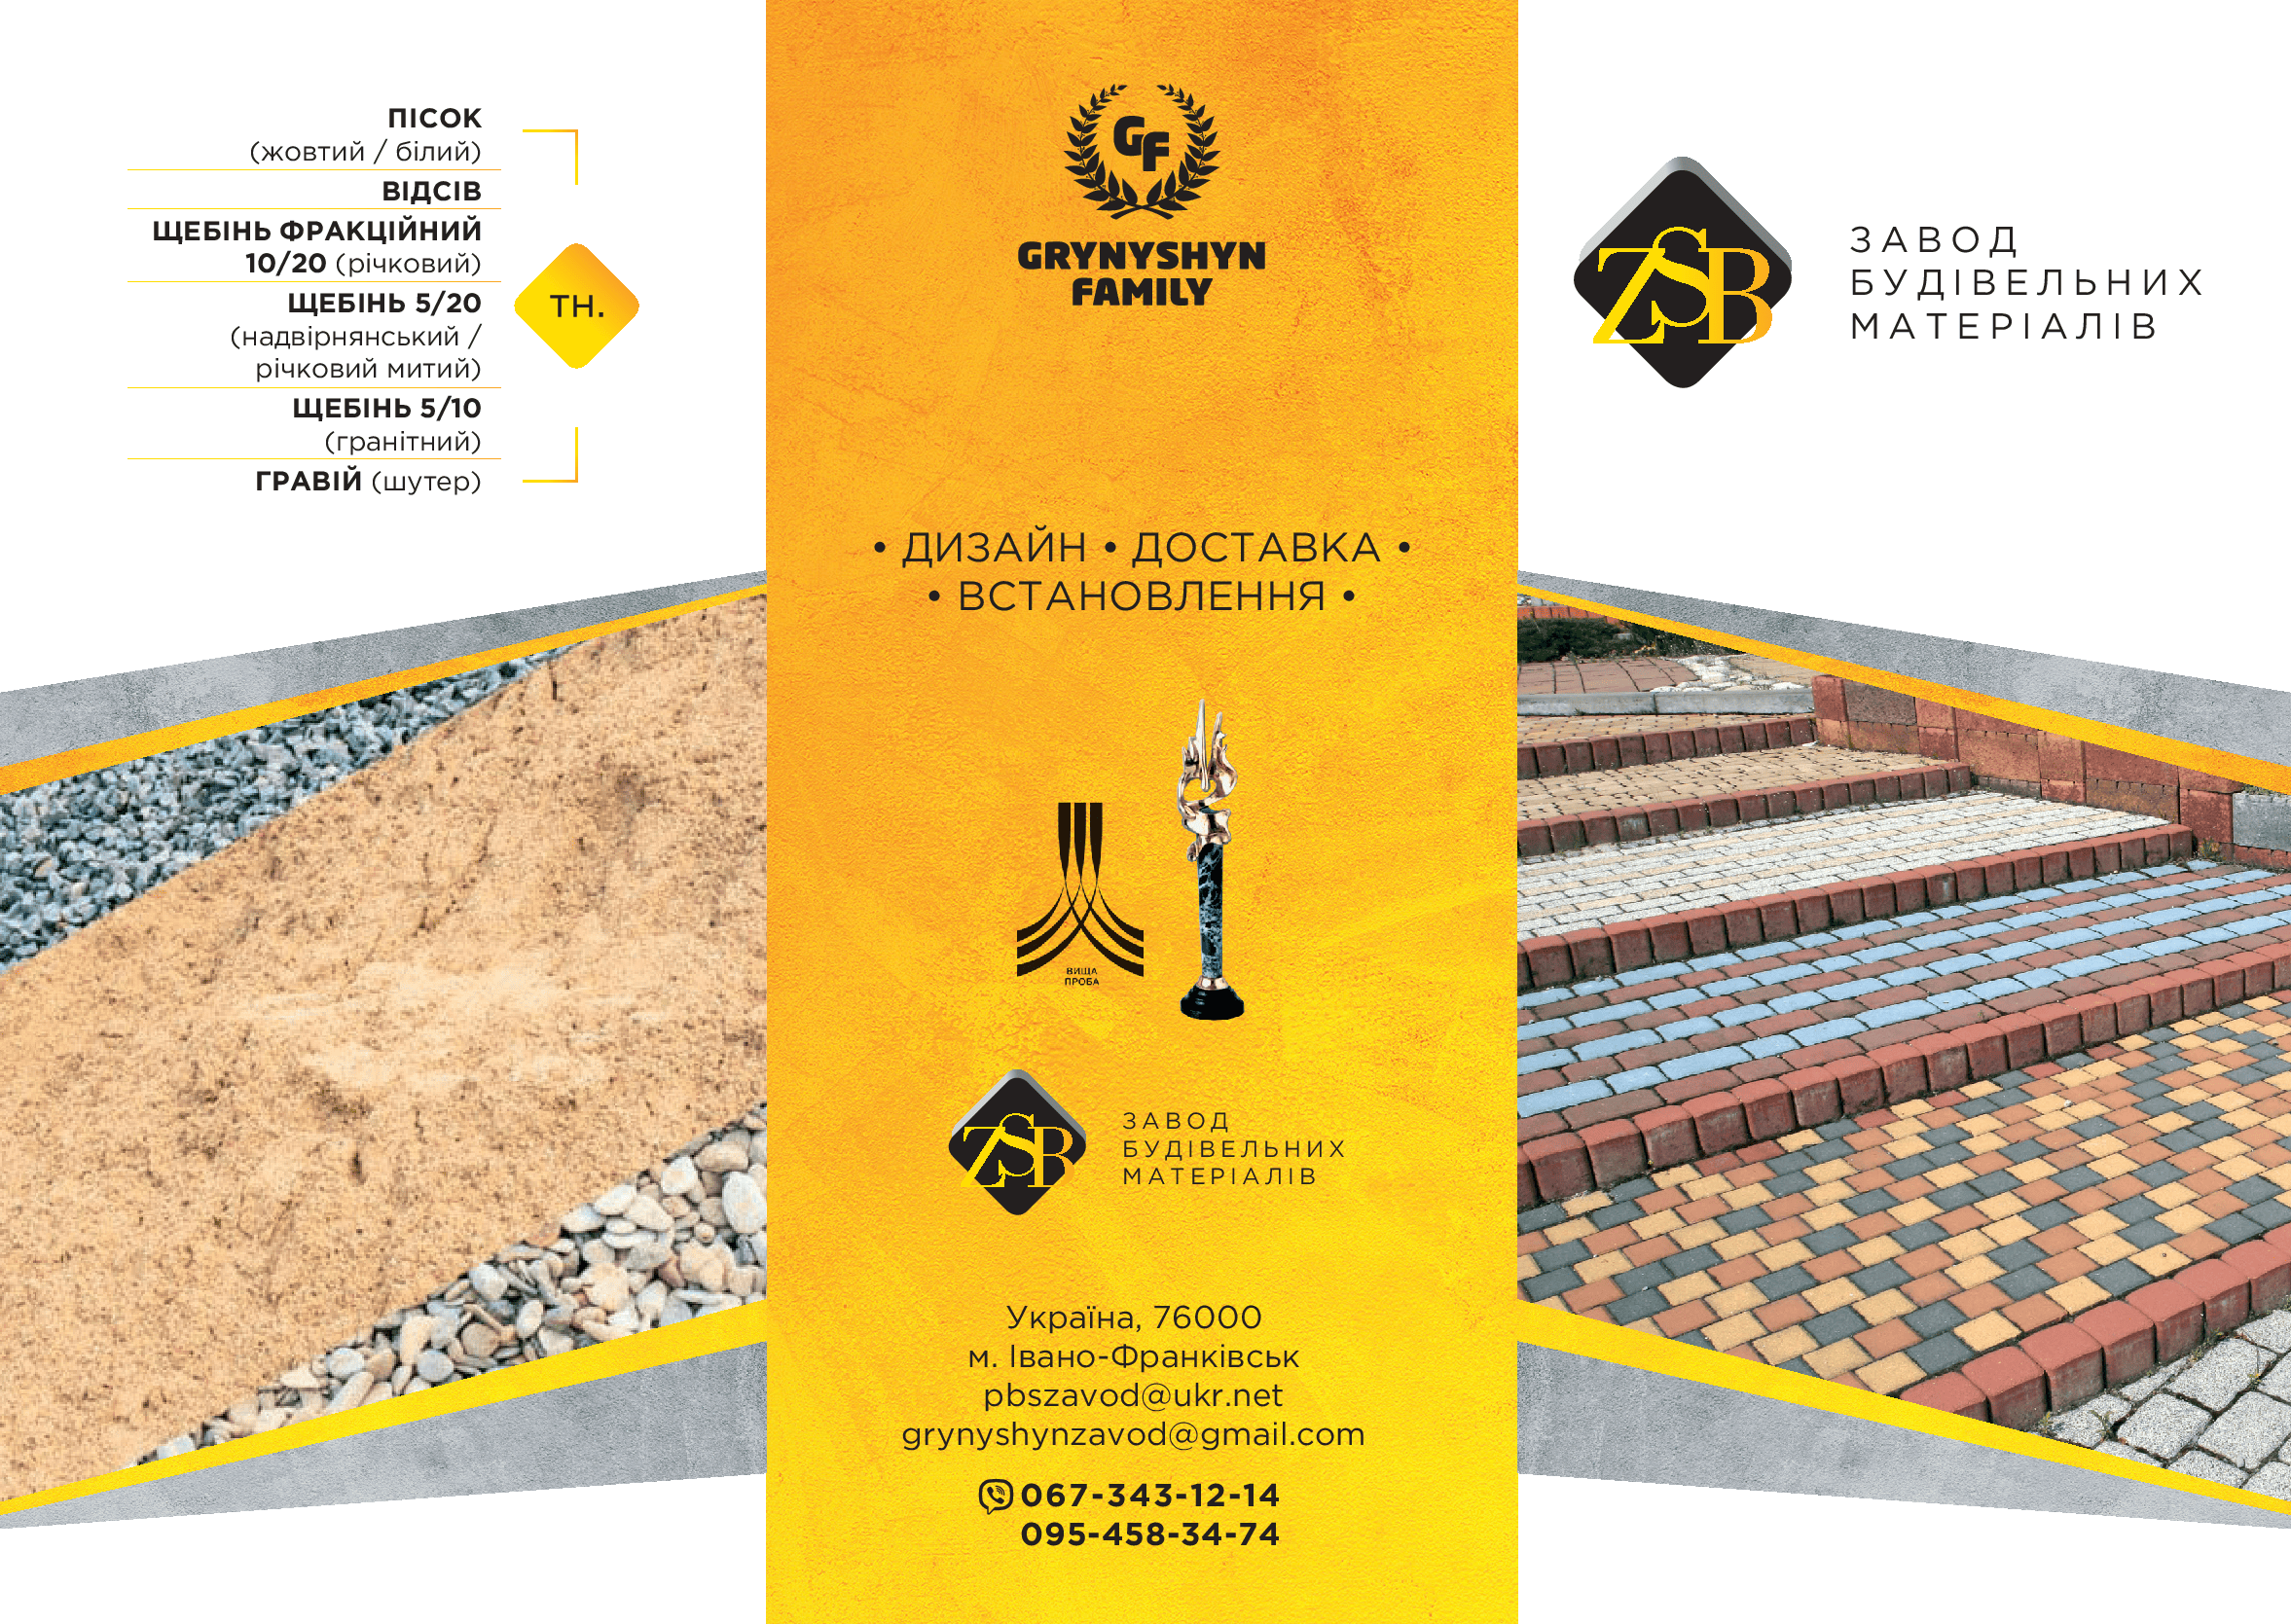 ПІСОК
(жовтий / білий)
ВІДСІВ
ЩЕБІНЬ ФРАКЦІЙНИЙ
10/20 (річковий)
ЩЕБІНЬ 5/20
(надвірнянський /
річковий митий)
ЩЕБІНЬ 5/10
(гранітний)
ГРАВІЙ (шутер)
ТН.
GF
GRYNYSHYN
FAMILY
• ДИЗАЙН • ДОСТАВКА •
• ВСТАНОВЛЕННЯ •
ВИЩА
ПРОБА
ZSB
ЗАВОД
БУДІВЕЛЬНИХ
МАТЕРІАЛІВ
Україна, 76000
м. Івано-Франківськ
pbszavod@ukr.net
grynyshynzavod@gmail.com
067-343-12-14
095-458-34-74
ZSB
ЗАВОД
БУДІВЕЛЬНИХ
МАТЕРІАЛІВ